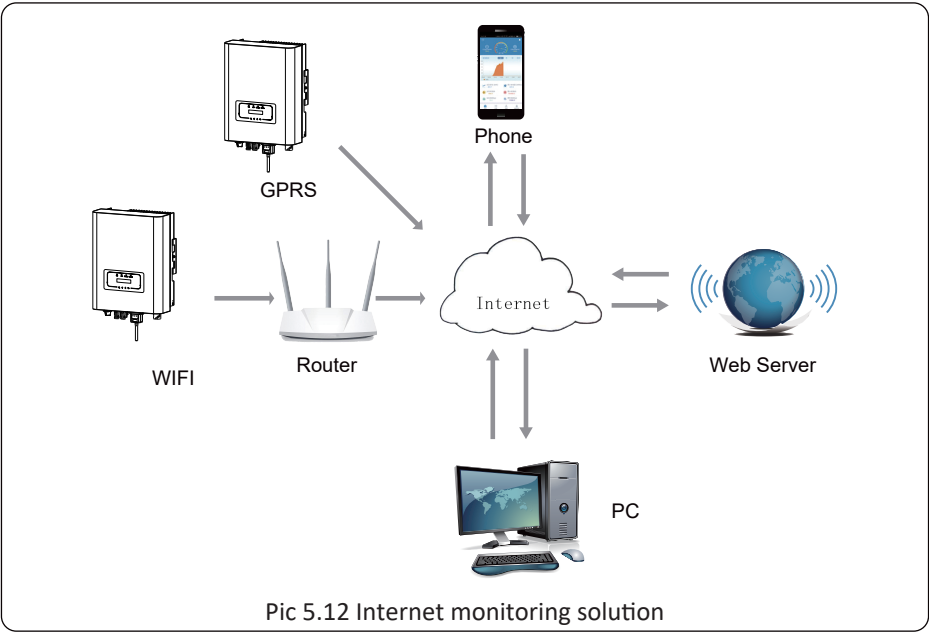 Phone
GPRS
Internet
WIFI
Router
Web Server
PC
Pic 5.12 Internet monitoring solution